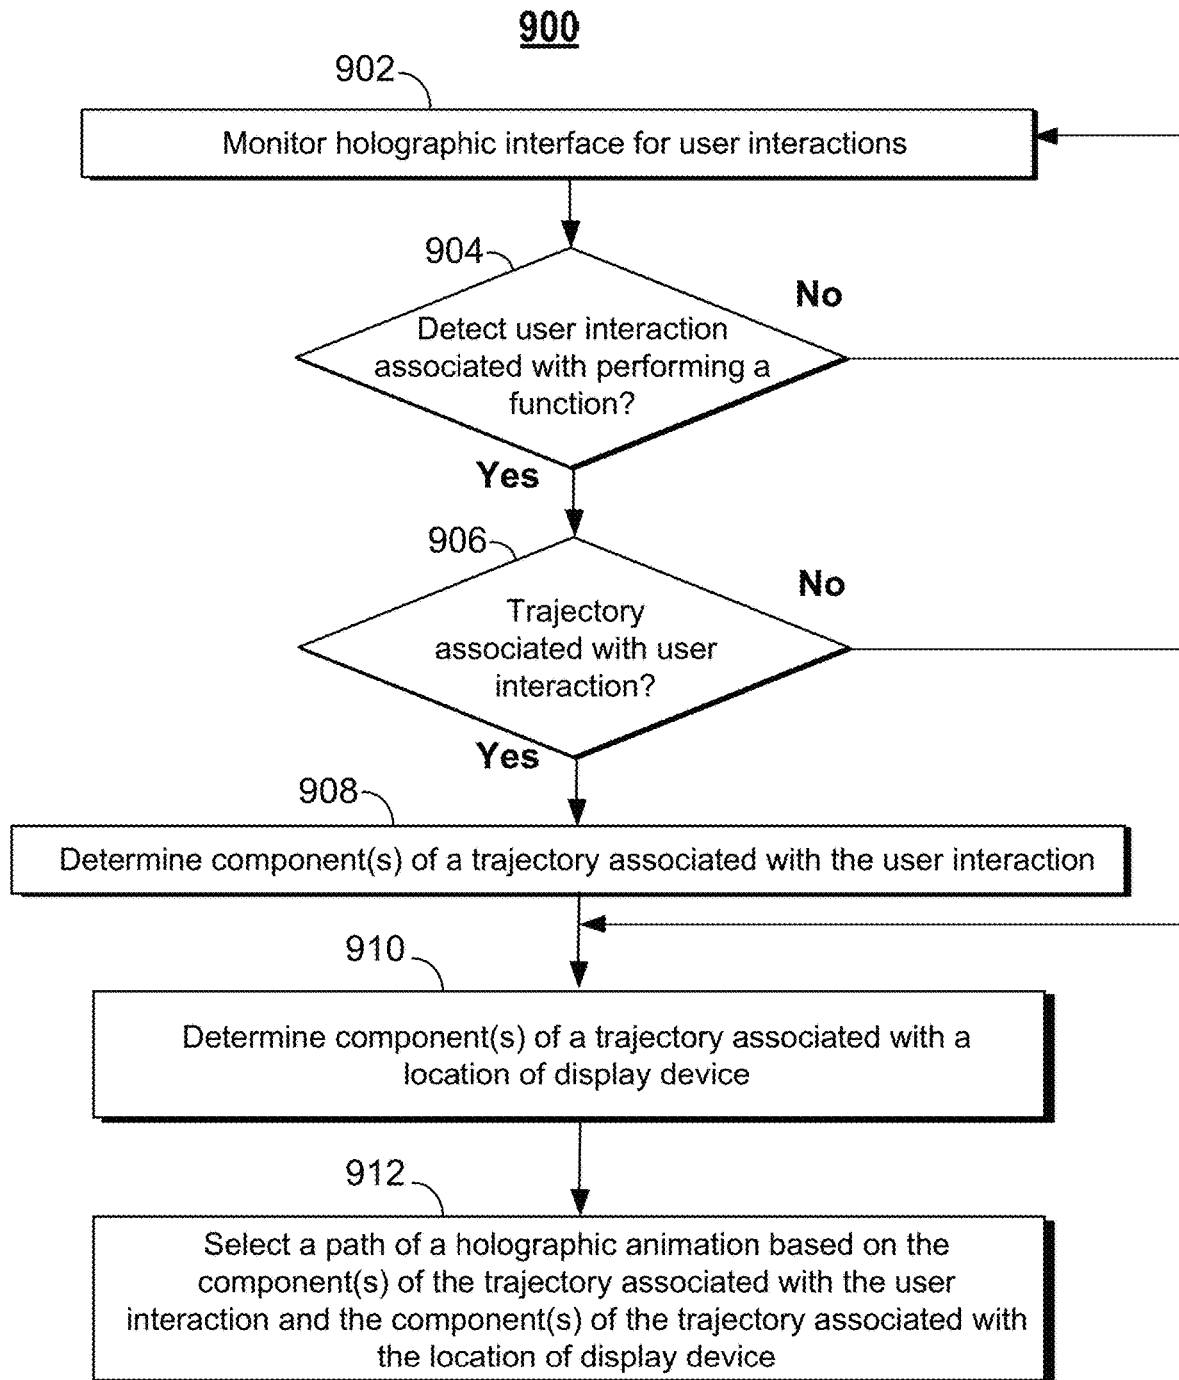 900
902
Monitor holographic interface for user interactions
904
No
Detect user interaction
associated with performing a
function?
Yes
906
No
Trajectory
associated with user
interaction?
Yes
908
Determine component(s) of a trajectory associated with the user interaction
910
Determine component(s) of a trajectory associated with a
location of display device
912
Select a path of a holographic animation based on the
component(s) of the trajectory associated with the user
interaction and the component(s) of the trajectory associated with
the location of display device